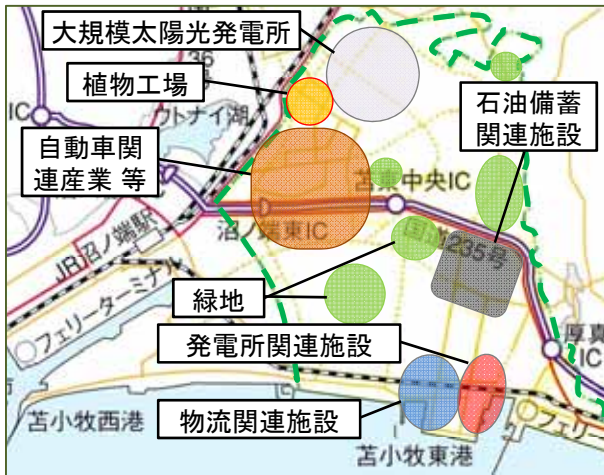 大規模太陽光発電所
36
植物工場
IC
ウトナイ湖
石油備蓄
関連施設
自動車関
連産業 等
苫東中央IC
沼ノ端東IC
国道235号
JR沼ノ端駅
フェリーターミナル
緑地
発電所関連施設
厚真
IC
物流関連施設
苫小牧西港
苫小牧東港
フェリー